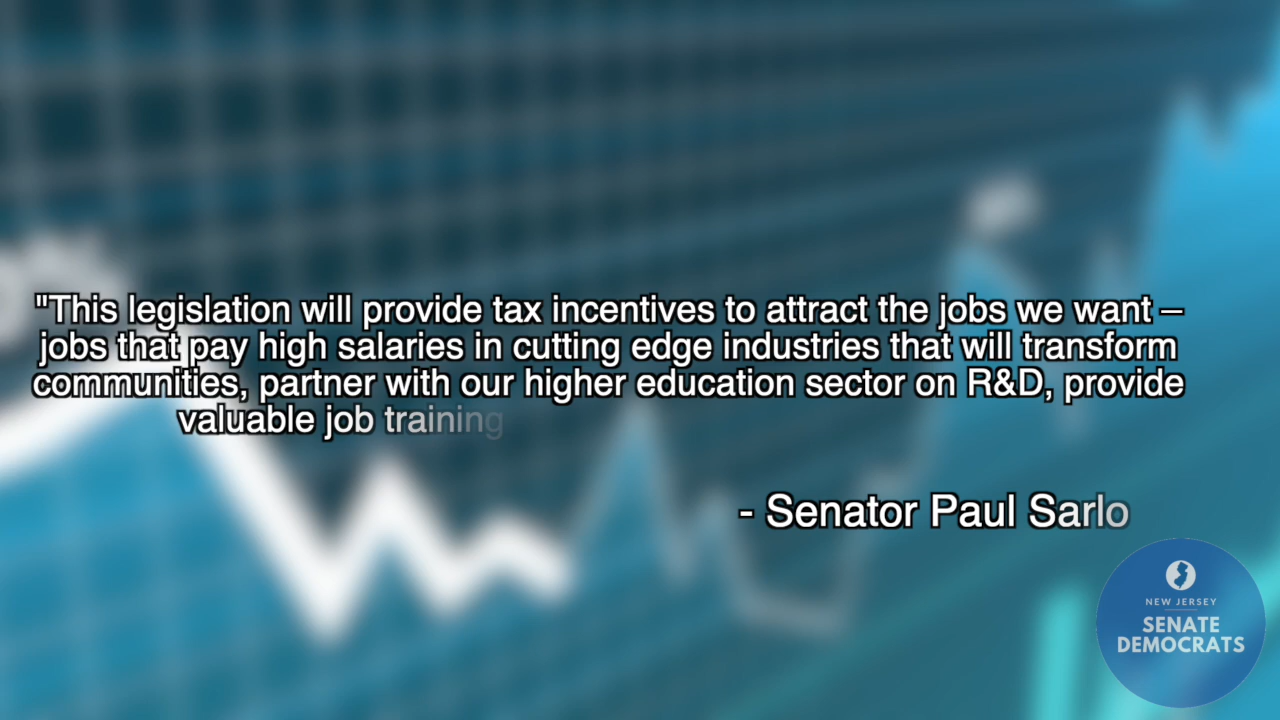 "This legislation will provide tax incentives to attract the jobs we want –
jobs that pay high salaries in cutting edge industries that will transform
communities, partner with our higher education sector on R&D, provide
valuable job training
- Senator Paul Sarlo
NEW JERSEY
SENATE
DEMOCRATS